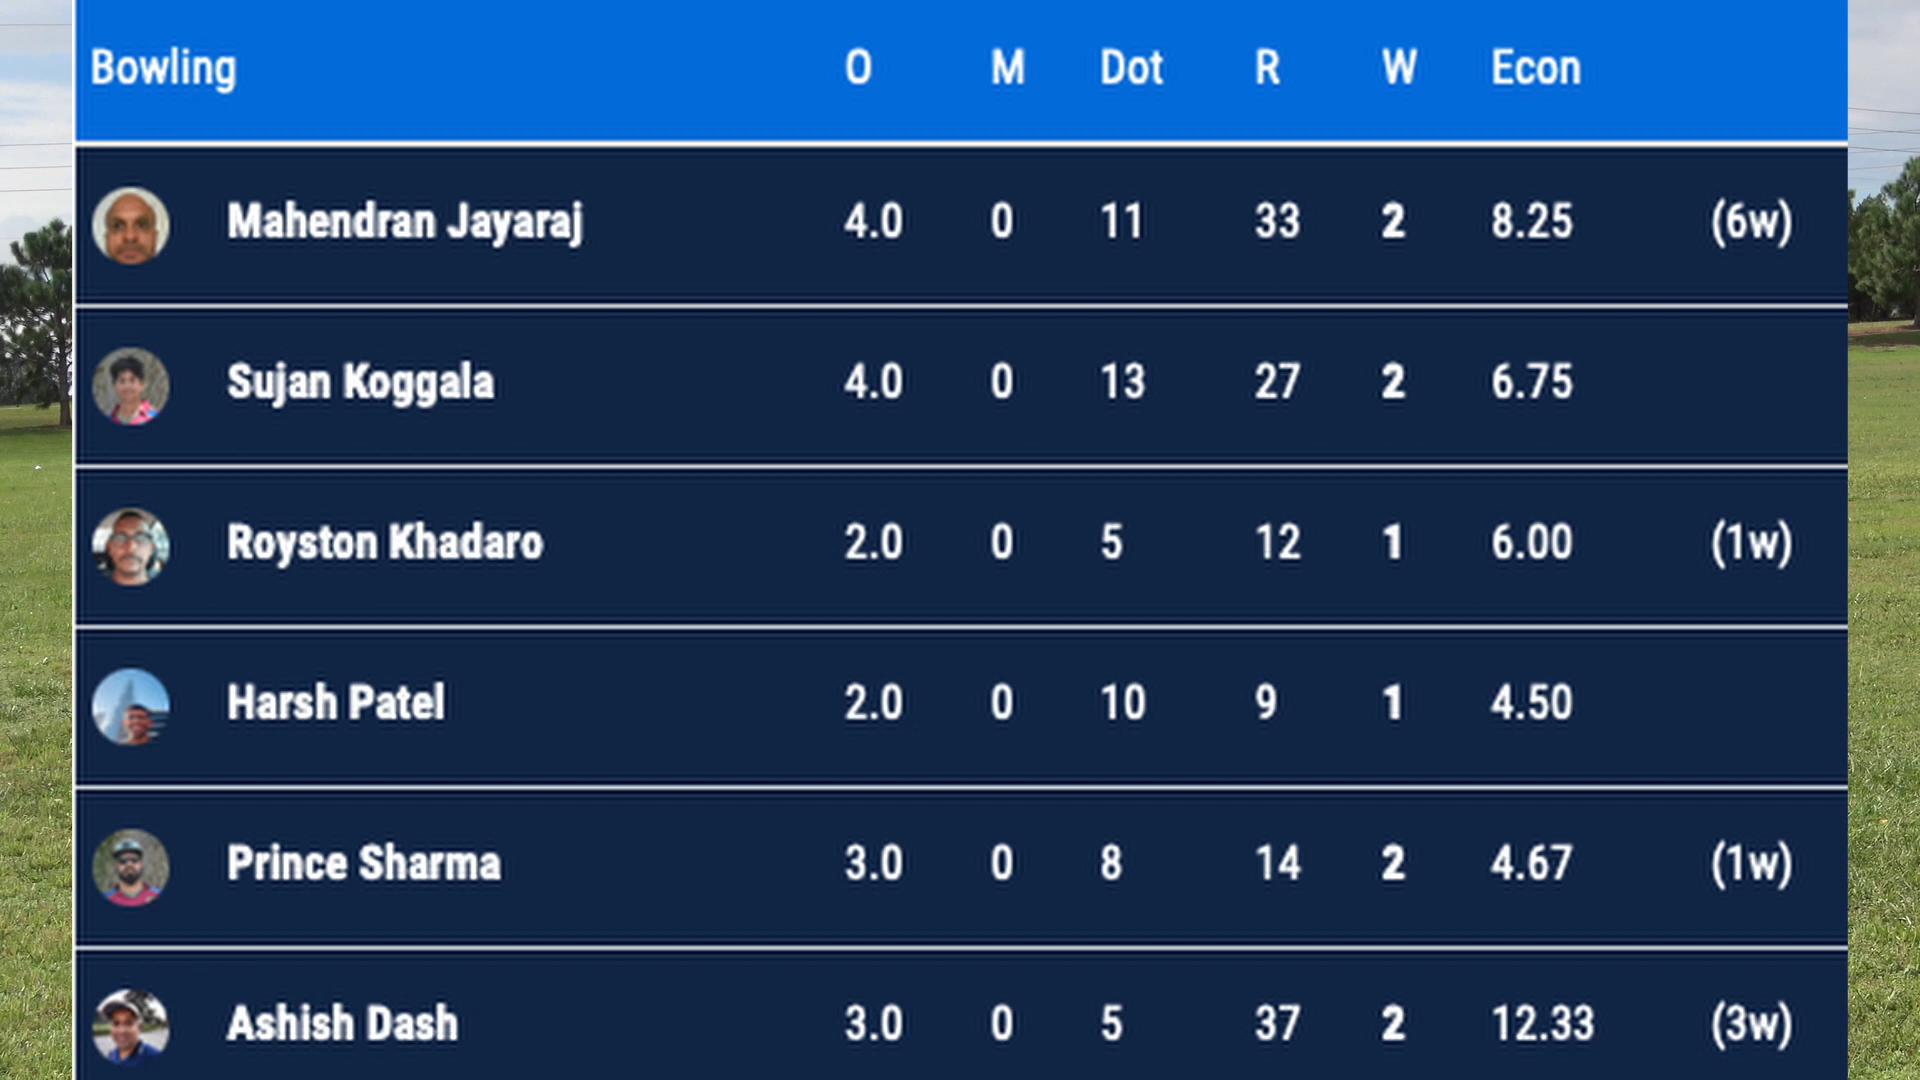 Bowling O M Dot R W Econ
Mahendran Jayaraj 4.0 0 11 33 2 8.25 (6w)
Sujan Koggala 4.0 0 13 27 2 6.75
Royston Khadaro 2.0 0 5 12 1 6.00 (1w)
Harsh Patel 2.0 0 10 9 1 4.50
Prince Sharma 3.0 0 8 14 2 4.67 (1w)
Ashish Dash 3.0 0 5 37 2 12.33 (3w)